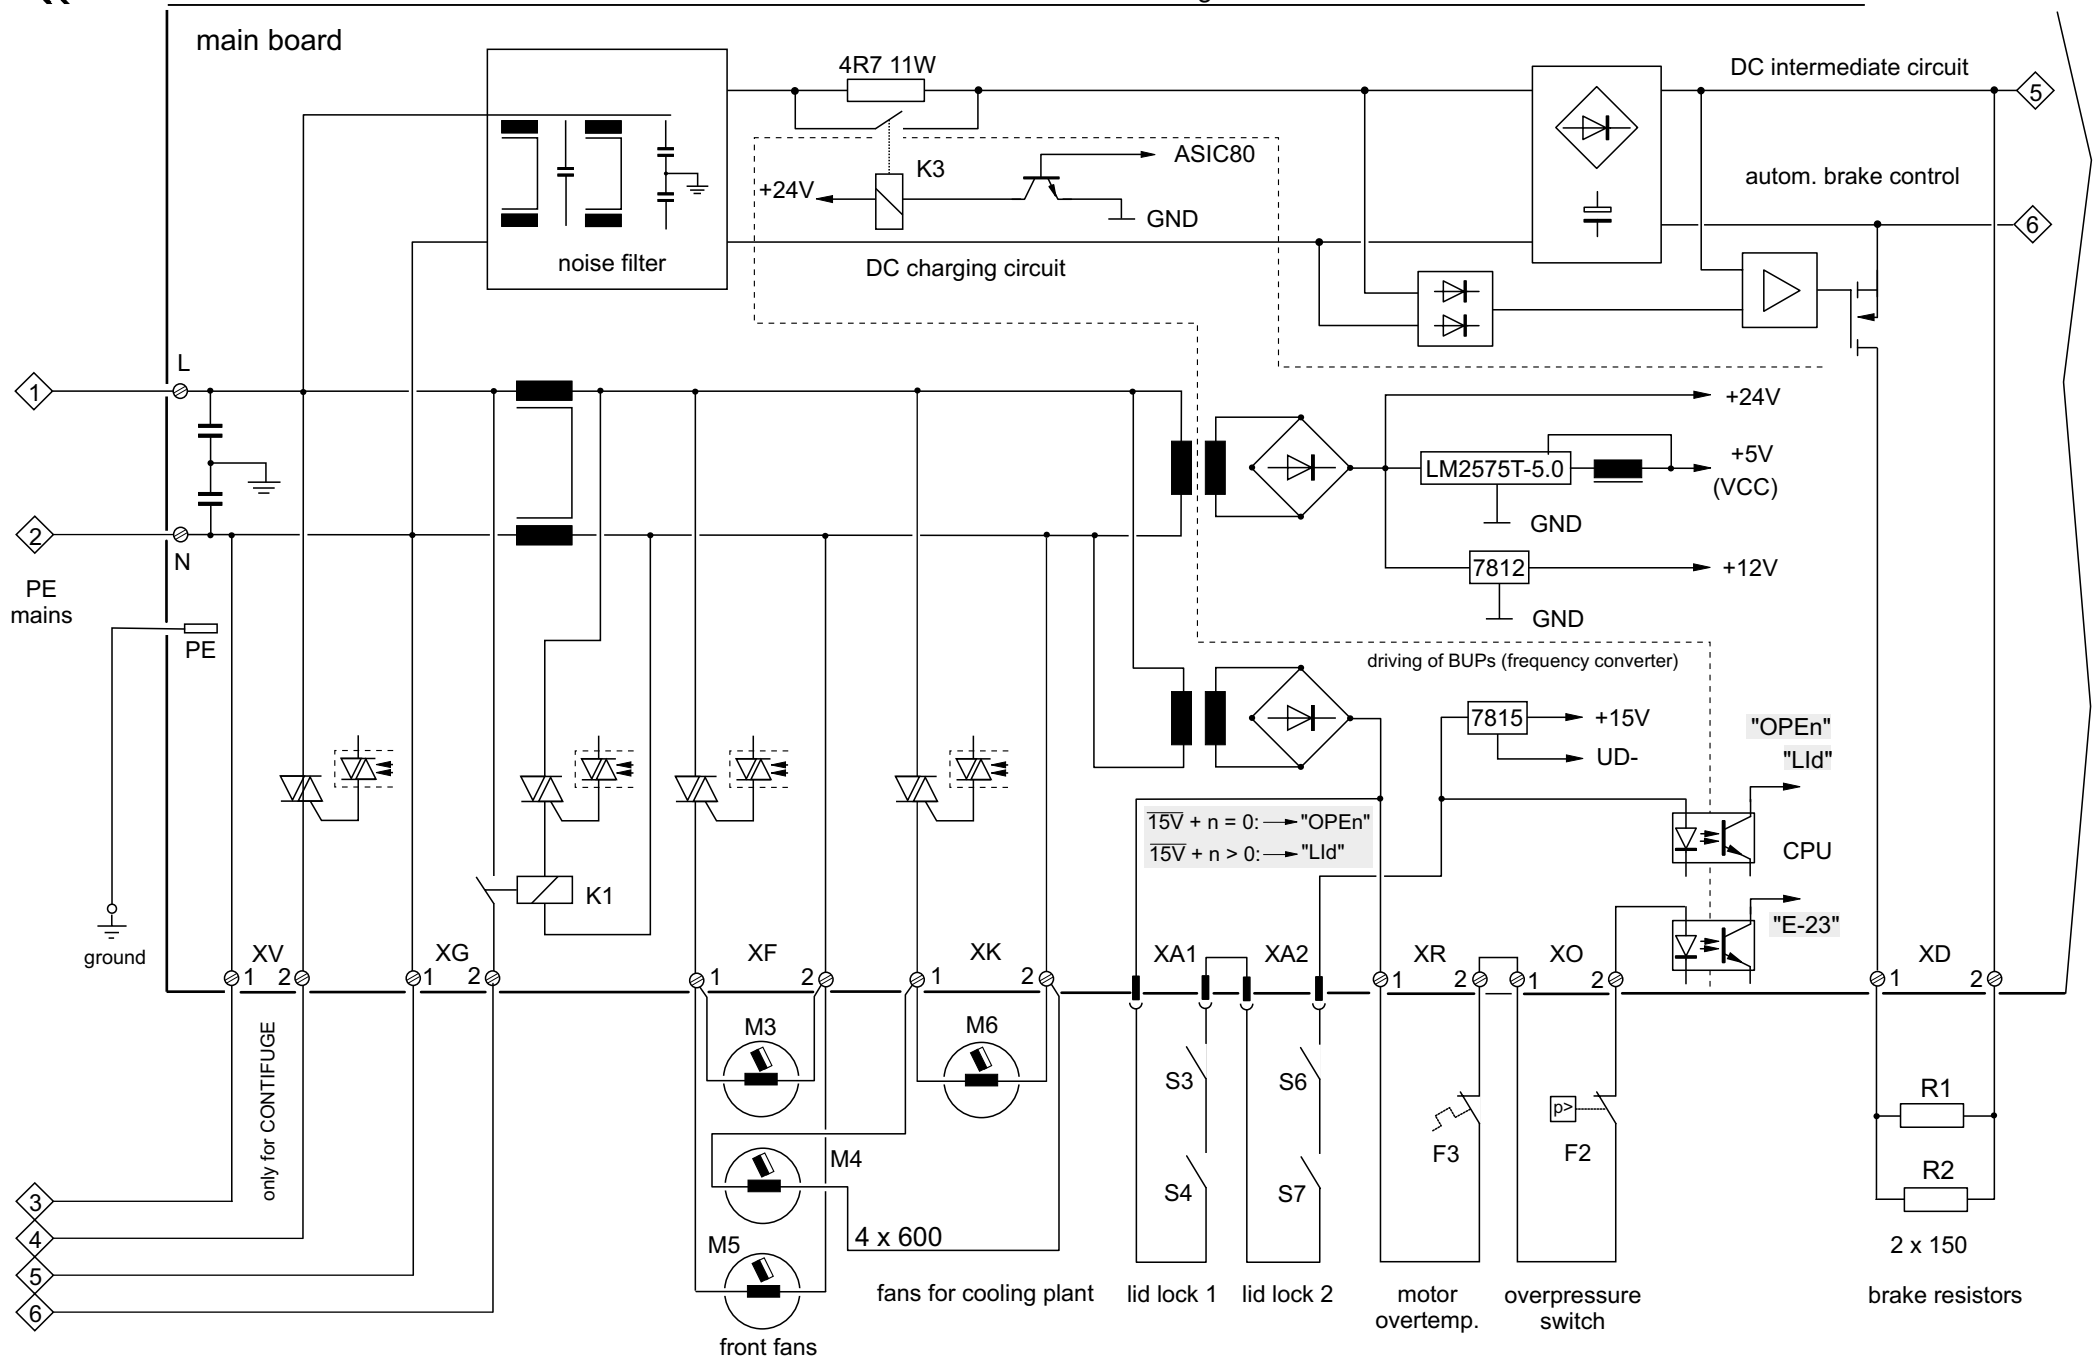 main board
4R7 11W
DC intermediate circuit
5
ASIC80
K3
+24V
autom. brake control
GND
6
noise filter
DC charging circuit
L
1
+24V
+5V
LM2575T-5.0
(VCC)
GND
2
N
7812
+12V
PE
mains
GND
PE
driving of BUPs (frequency converter)
7815
+15V
"OPEn"
UD-
"LId"
15V + n = 0: "OPEn"
15V + n > 0: "LId"
CPU
K1
"E-23"
ground
XV
XG
XF
XK
XA1
XA2
XR
XO
XD
1 2
1 2
1 2
1 2
1 2
1 2
1 2
only for CONTIFUGE
M3
M6
S3
S6
R1
p>
F3
F2
M4
R2
S4
S7
3
4
4 x 600
M5
2 x 150
5
fans for cooling plant
lid lock 1
lid lock 2
motor
overtemp.
overpressure
switch
brake resistors
6
front fans